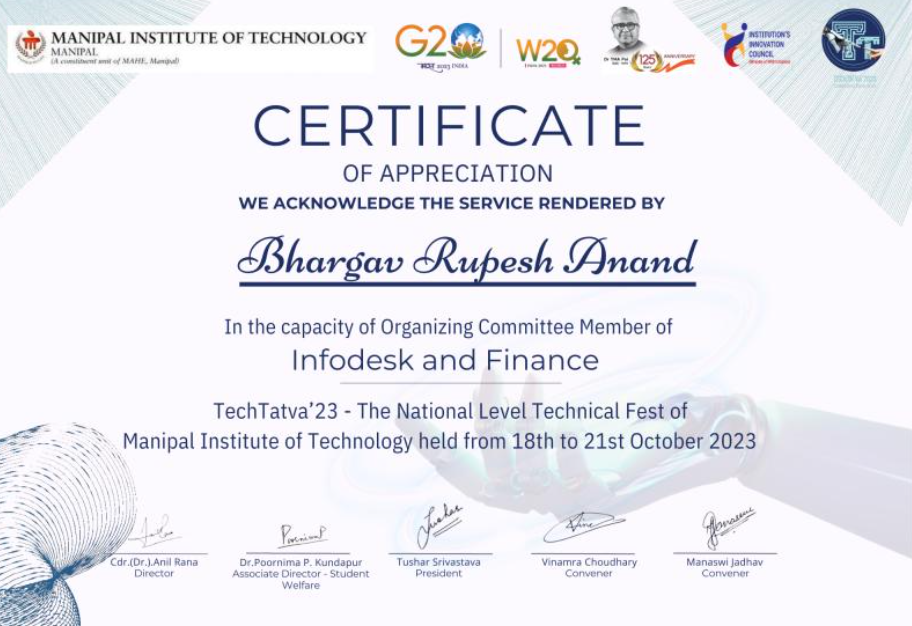 MANIPAL INSTITUTE OF TECHNOLOGY
MANIPAL
(A constituent unit of MAHE, Manipal)
G20
भारत 2023 INDIA
W20
Dr TMA Pai
125
ANNIVERSARY
INSTITUTION'S
INNOVATION
COUNCIL
CERTIFICATE
OF APPRECIATION
WE ACKNOWLEDGE THE SERVICE RENDERED BY
Bhargav Rupesh Anand
In the capacity of Organizing Committee Member of
Infodesk and Finance
TechTatva'23 - The National Level Technical Fest of
Manipal Institute of Technology held from 18th to 21st October 2023
Cdr.(Dr.).Anil Rana
Director
Dr.Poornima P. Kundapur
Associate Director - Student
Welfare
Tushar Srivastava
President
Vinamra Choudhary
Convener
Manaswi Jadhav
Convener